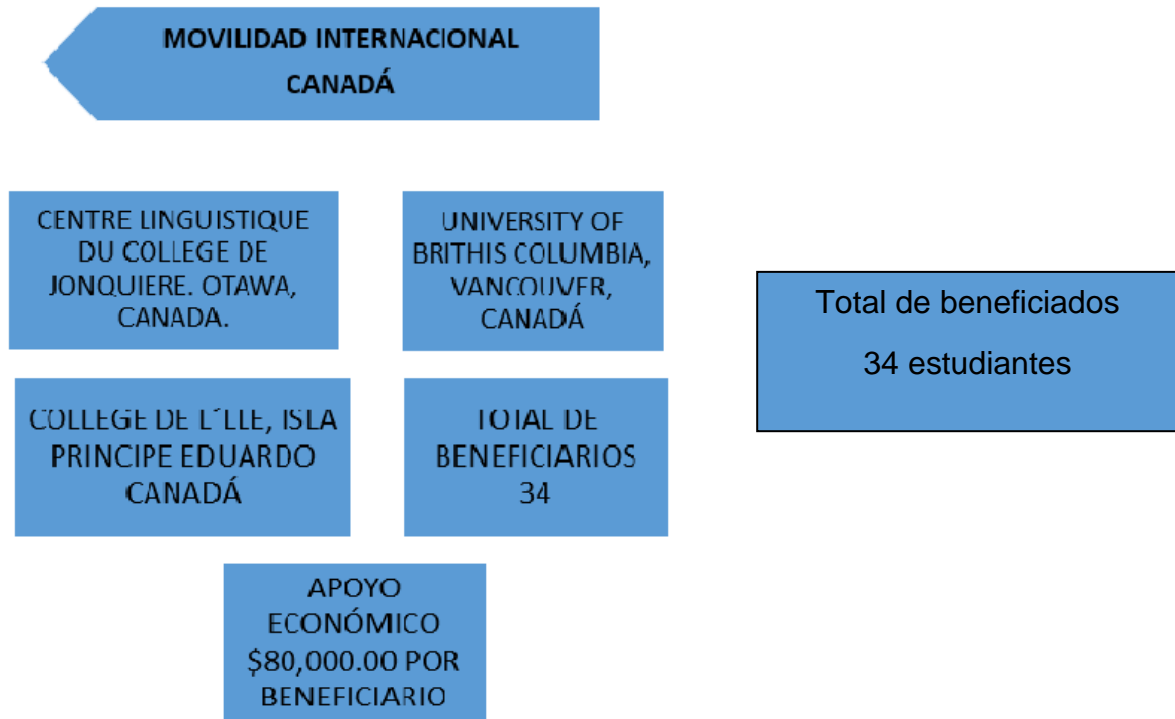 MOVILIDAD INTERNACIONAL
CANADÁ
CENTRE LINGUISTIQUE
DU COLLEGE DE
JONQUIERE. OTAWA,
CANADA.
UNIVERSITY OF
BRITHIS COLUMBIA,
VANCOUVER,
CANADÁ
Total de beneficiados
34 estudiantes
COLLEGE DE L´LLE, ISLA
PRINCIPE EDUARDO
CANADÁ
TOTAL DE
BENEFICIARIOS
34
APOYO
ECONÓMICO
$80,000.00 POR
BENEFICIARIO